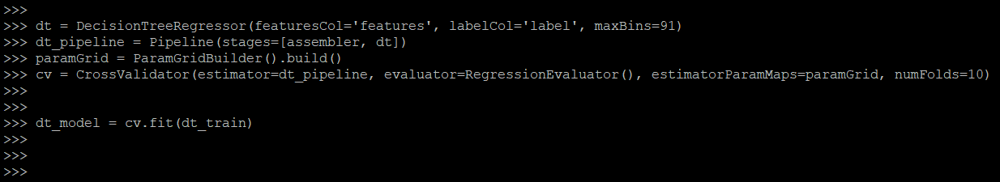 >>>
>>> dt = DecisionTreeRegressor(featuresCol='features', labelCol='label', maxBins=91)
>>> dt_pipeline = Pipeline(stages=[assembler, dt])
>>> paramGrid = ParamGridBuilder().build()
>>> cv = CrossValidator(estimator=dt_pipeline, evaluator=RegressionEvaluator(), estimatorParamMaps=paramGrid, numFolds=10)
>>>
>>>
>>> dt_model = cv.fit(dt_train)
>>>
>>>
>>>